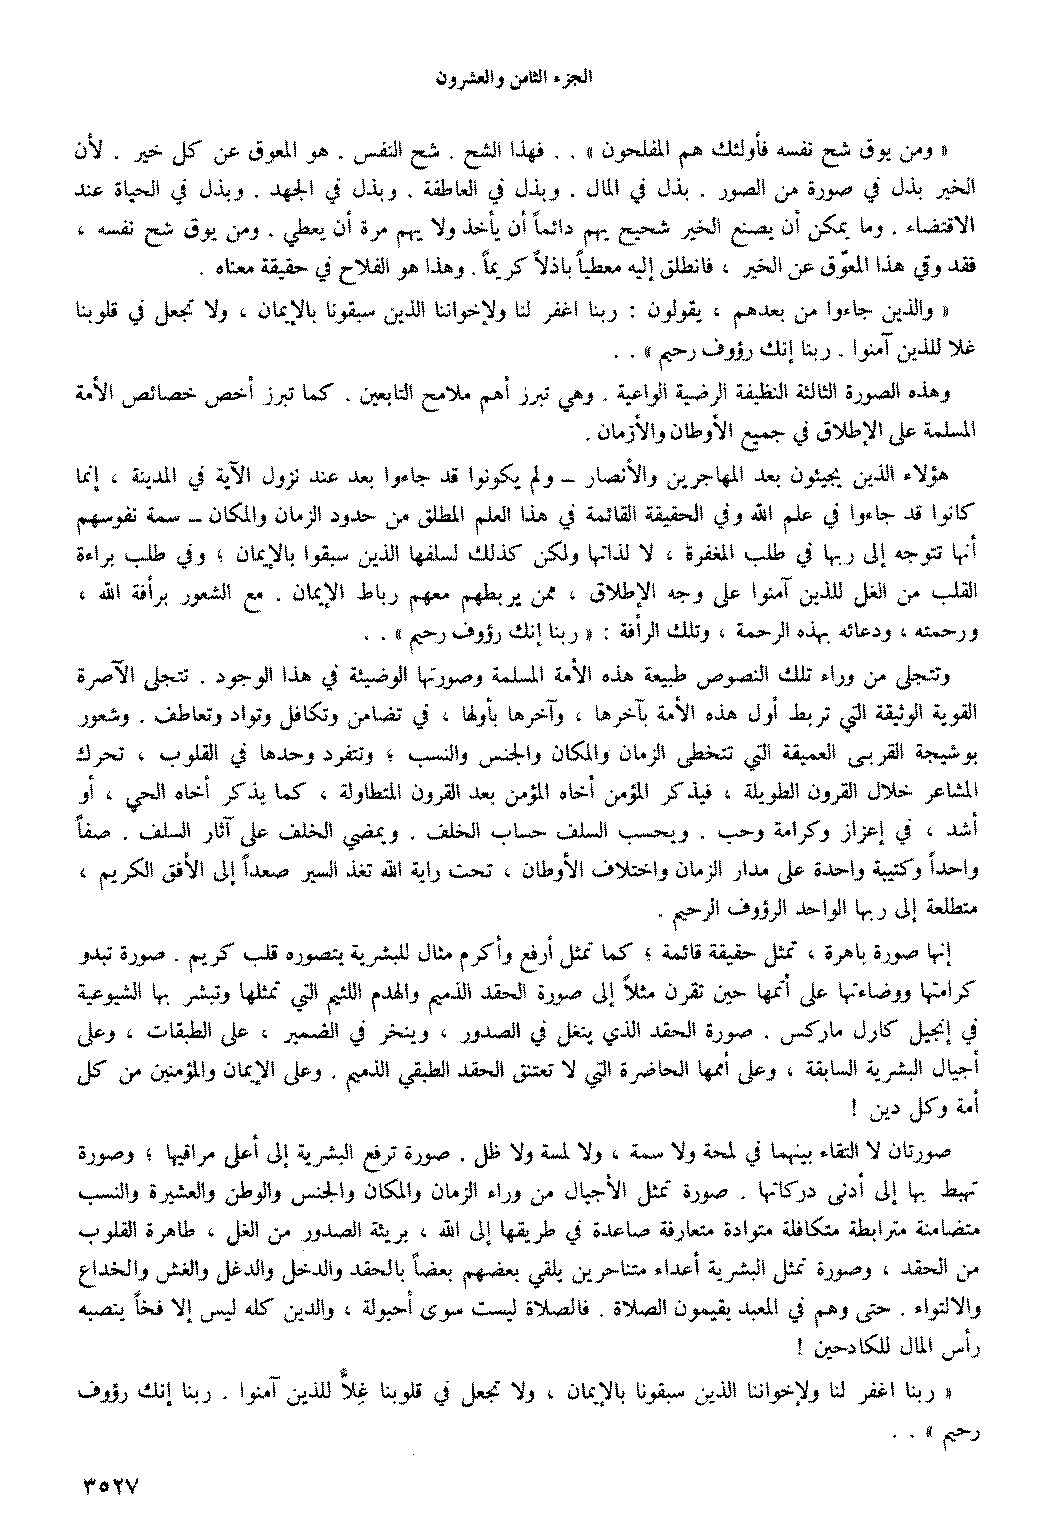 الجزء الثامن والعشرون
« ومن يوق شح نفسه فأولئك هم المفلحون » . . فهذا الشح . شح النفس . هو المعوق عن كل خير . لأن
الخير بذل في صورة من الصور . بذل في المال . وبذل في العاطفة . وبذل في الجهد . وبذل في الحياة عند
الاقتضاء . وما يمكن أن يصنع الخير شحيح يهم دائماً أن يأخذ ولا يهم مرة أن يعطي . ومن يوق شح نفسه ،
فقد وقي هذا المعوّق عن الخير ، فانطلق إليه معطياً باذلاً كريماً . وهذا هو الفلاح في حقيقة معناه .
« والذين جاءوا من بعدهم ، يقولون : ربنا اغفر لنا ولإخواننا الذين سبقونا بالإيمان ، ولا تجعل في قلوبنا
غلا للذين آمنوا . ربنا إنك رؤوف رحيم » . .
وهذه الصورة الثالثة النظيفة الرضية الواعية . وهي تبرز أهم ملامح التابعين . كما تبرز أخص خصائص الأمة
المسلمة على الإطلاق في جميع الأوطان والأزمان .
هؤلاء الذين يجيئون بعد المهاجرين والأنصار – ولم يكونوا قد جاءوا بعد عند نزول الآية في المدينة ، إنما
كانوا قد جاءوا في علم الله وفي الحقيقة القائمة في هذا العلم المطلق من حدود الزمان والمكان – سمة نفوسهم
أنها تتوجه إلى ربها في طلب المغفرة ، لا لذاتها ولكن كذلك لسلفها الذين سبقوا بالإيمان ؛ وفي طلب براءة
القلب من الغل للذين آمنوا على وجه الإطلاق ، ممن يربطهم معهم رباط الإيمان . مع الشعور برأفة الله ،
ورحمته ، ودعائه بهذه الرحمة ، وتلك الرأفة : « ربنا إنك رؤوف رحيم » . .
وتتجلى من وراء تلك النصوص طبيعة هذه الأمة المسلمة وصورتها الوضيئة في هذا الوجود . تتجلى الآصرة
القوية الوثيقة التي تربط أول هذه الأمة بآخرها ، وآخرها بأولها ، في تضامن وتكافل وتواد وتعاطف . وشعور
بوشيجة القربى العميقة التي تتخطى الزمان والمكان والجنس والنسب ؛ وتتفرد وحدها في القلوب ، تحرك
المشاعر خلال القرون الطويلة ، فيذكر المؤمن أخاه المؤمن بعد القرون المتطاولة ، كما يذكر أخاه الحي ، أو
أشد ، في إعزاز وكرامة وحب . ويحسب السلف حساب الخلف . ويمضي الخلف على آثار السلف . صفاً
واحداً وكتيبة واحدة على مدار الزمان واختلاف الأوطان ، تحت راية الله تغذ السير صعداً إلى الأفق الكريم ،
متطلعة إلى ربها الواحد الرؤوف الرحيم .
إنها صورة باهرة ، تمثل حقيقة قائمة ؛ كما تمثل أرفع وأكرم مثال للبشرية يتصوره قلب كريم . صورة تبدو
كرامتها ووضاءتها على أتمها حين تقرن مثلاً إلى صورة الحقد الذميم والهدم اللئيم التي تمثلها وتبشر بها الشيوعية
في إنجيل كارل ماركس . صورة الحقد الذي ينغل في الصدور ، وينخر في الضمير ، على الطبقات ، وعلى
أجيال البشرية السابقة ، وعلى أممها الحاضرة التي لا تعتنق الحقد الطبقي الذميم . وعلى الإيمان والمؤمنين من كل
أمة وكل دين !
صورتان لا التقاء بينهما في لمحة ولا سمة ، ولا لمسة ولا ظل . صورة ترفع البشرية إلى أعلى مراقيها ؛ وصورة
تهبط بها إلى أدنى دركاتها . صورة تمثل الأجيال من وراء الزمان والمكان والجنس والوطن والعشيرة والنسب
متضامنة مترابطة متكافلة متوادة متعارفة صاعدة في طريقها إلى الله ، بريئة الصدور من الغل ، طاهرة القلوب
من الحقد ، وصورة تمثل البشرية أعداء متناحرين يلقي بعضهم بعضاً بالحقد والدخل والدغل والغش والخداع
والالتواء . حتى وهم في المعبد يقيمون الصلاة . فالصلاة ليست سوى أحبولة ، والدين كله ليس إلا فخاً ينصبه
رأس المال للكادحين !
« ربنا اغفر لنا ولإخواننا الذين سبقونا بالإيمان ، ولا تجعل في قلوبنا غِلاًّ للذين آمنوا . ربنا إنك رؤوف
رحيم » . .
٣٥٢٧